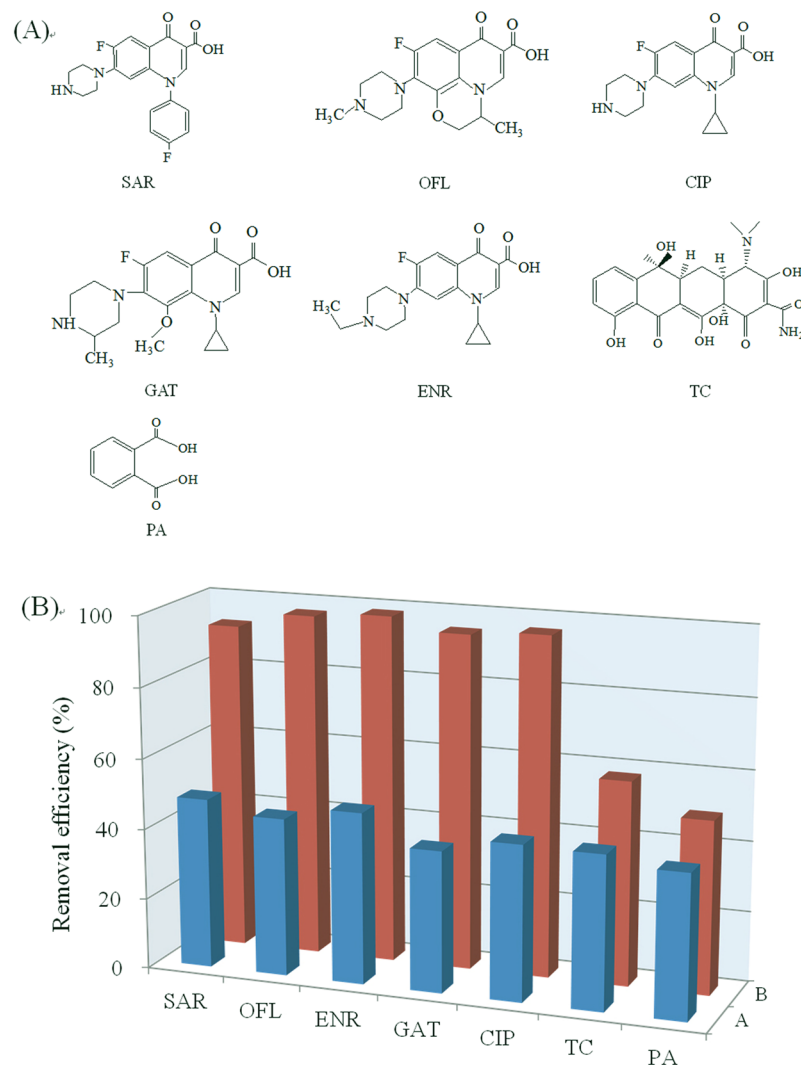 (A)
F
O
O
OH
N
N
HN
F
SAR
F
O
O
OH
N
N
N
H₃C
O
CH₃
OFL
F
O
O
OH
N
N
HN
CIP
F
O
O
OH
N
N
NH
O
H₃C
CH₃
GAT
F
O
O
OH
H₃C
N
N
N
ENR
OH
H
H
N
OH
OH
O
OH
OH
O
O
NH₂
TC
O
OH
OH
O
PA
(B)
Removal efficiency (%)
100
80
60
40
20
0
SAR
OFL
ENR
GAT
CIP
TC
PA
A
B